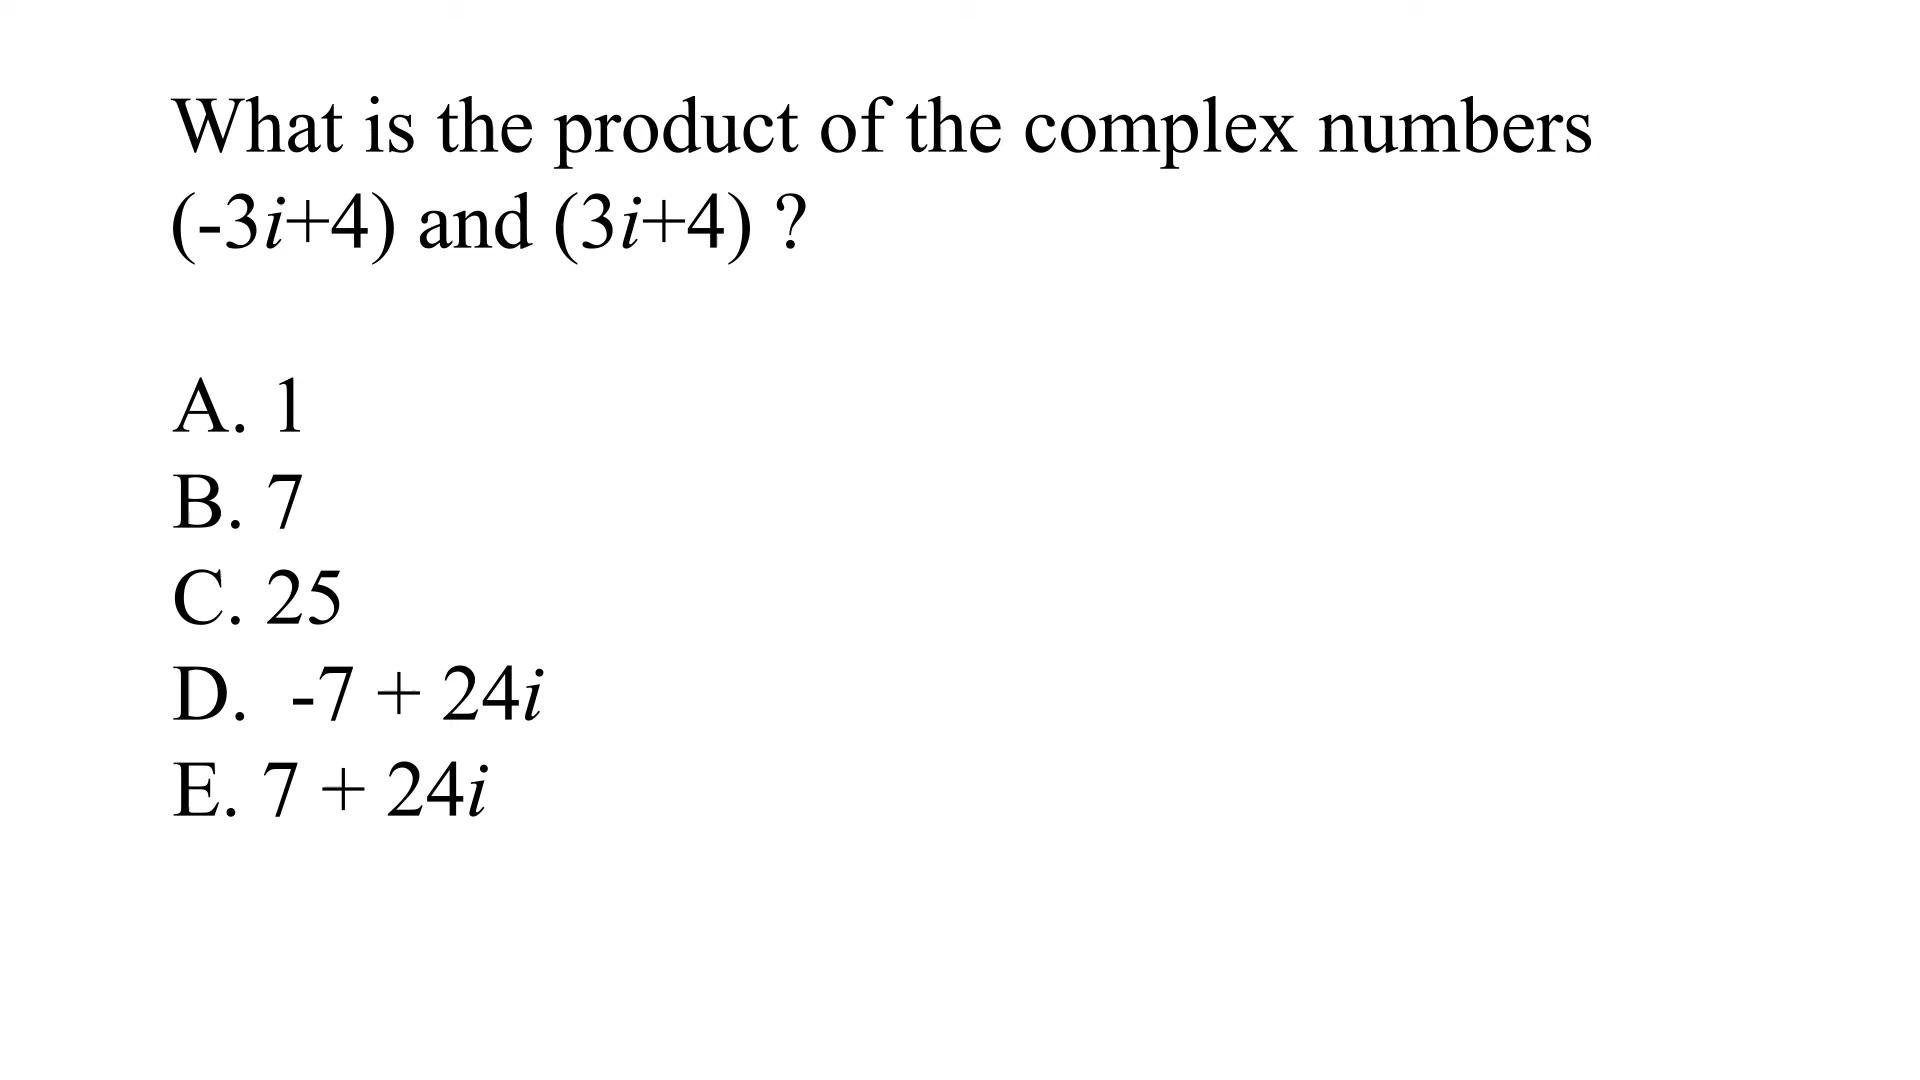 What is the product of the complex numbers
(-3i+4) and (3i+4) ?
A. 1
B. 7
C. 25
D. -7 + 24i
E. 7 + 24i